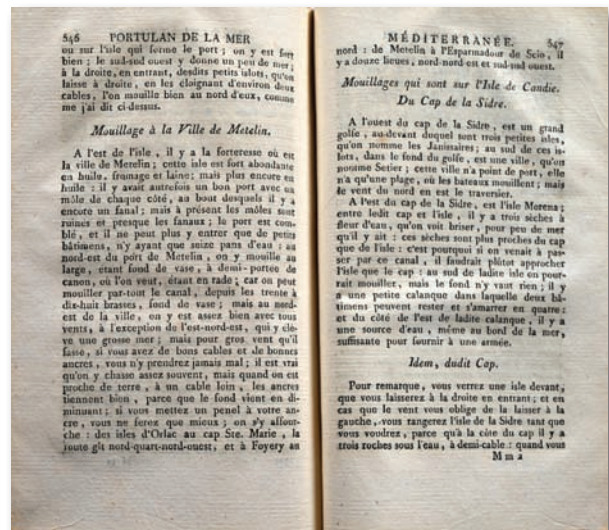 546 PORTULAN DE LA MER
ou sur l'isle qui forme le port ; on y est fort
bien ; le sud-sud ouest y donne un peu de mer ;
à la droite, en entrant, desdits petits islots, qu'on
laisse à droite, en les éloignant d'environ deux
cables, l'on mouille bien au nord d'eux, comme
me j'ai dit ci-dessus.
Mouillage à la Ville de Metelin.
A l'est de l'isle , il y a la forteresse où est
la ville de Metelin ; cette isle est fort abondante
en huile, fromage et laine; mais plus encore en
huile : il y avait autrefois un bon port avec un
môle de chaque côté, au bout desquels il y a
encore un fanal; mais à présent les môles sont
ruinés et presque les fanaux ; le port est com-
blé, et il ne peut plus y entrer que de petits
bâtimens, n'y ayant que seize pans d'eau : au
nord-est du port de Metelin , on y mouille au
large, étant fond de vase , à demi-portée de
canon, où l'on veut, étant en rade ; car on peut
mouiller par-tout le canal, depuis les trente à
dix-huit brasses, fond de vase ; mais au nord-
est de la ville , on y est assez bien avec tous
vents, à l'exception de l'est-nord-est, qui y élè-
ve une grosse mer ; mais pour gros vent qu'il
fasse, si vous avez de bons cables et de bonnes
ancres , vous n'y prendrez jamais mal ; il est vrai
qu'on y chasse assez souvent, mais quand on est
proche de terre , à un cable loin , les ancres
tiennent bien , parce que le fond vient en di-
minuant ; si vous mettez un penel à votre an-
cre , vous ne ferez que mieux ; on s'y affour-
che : des isles d'Orlac au cap Ste. Marie , la
route git nord-quart-nord-ouest, et à Foyery au
MÉDITERRANÉE. 547
nord : de Metelin à l'Esparmadour de Scio, il
y a douze lieues, nord-nord-est et sud-sud ouest.
Mouillages qui sont sur l'Isle de Candie.
Du Cap de la Sidre.
A l'ouest du cap de la Sidre , est un grand
golfe , au-devant duquel sont trois petites isles,
qu'on nomme les Janissaires; au sud de ces is-
lots, dans le fond du golfe , est une ville , qu'on
nomme Setier ; cette ville n'a point de port , elle
n'a qu'une plage, où les bateaux mouillent ; mais
le vent du nord en est le traversier.
A l'est du cap de la Sidre, est l'isle Morena;
entre ledit cap et l'isle , il y a trois sèches à
fleur d'eau, qu'on voit briser, pour peu de mer
qu'il y ait : ces sèches sont plus proches du cap
que de l'isle : c'est pourquoi si on venait à pas-
ser par ce canal , il faudrait plutôt approcher
l'isle que le cap : au sud de ladite isle on pour-
rait mouiller, mais le fond n'y vaut rien ; il y
a une petite calanque dans laquelle deux bâ-
timens peuvent rester et s'amarrer en quatre :
et du côté de l'est de ladite calanque , il y a
une source d'eau , même au bord de la mer,
suffisante pour fournir à une armée.
Idem, dudit Cap.
Pour remarque, vous verrez une isle devant,
que vous laisserez à la droite en entrant; et en
cas que le vent vous oblige de la laisser à la
gauche, vous rangerez l'isle de la Sidre tant que
vous voudrez, parce qu'à la côte du cap il y a
trois roches sous l'eau, à demi-cable : quand vous
M m 2